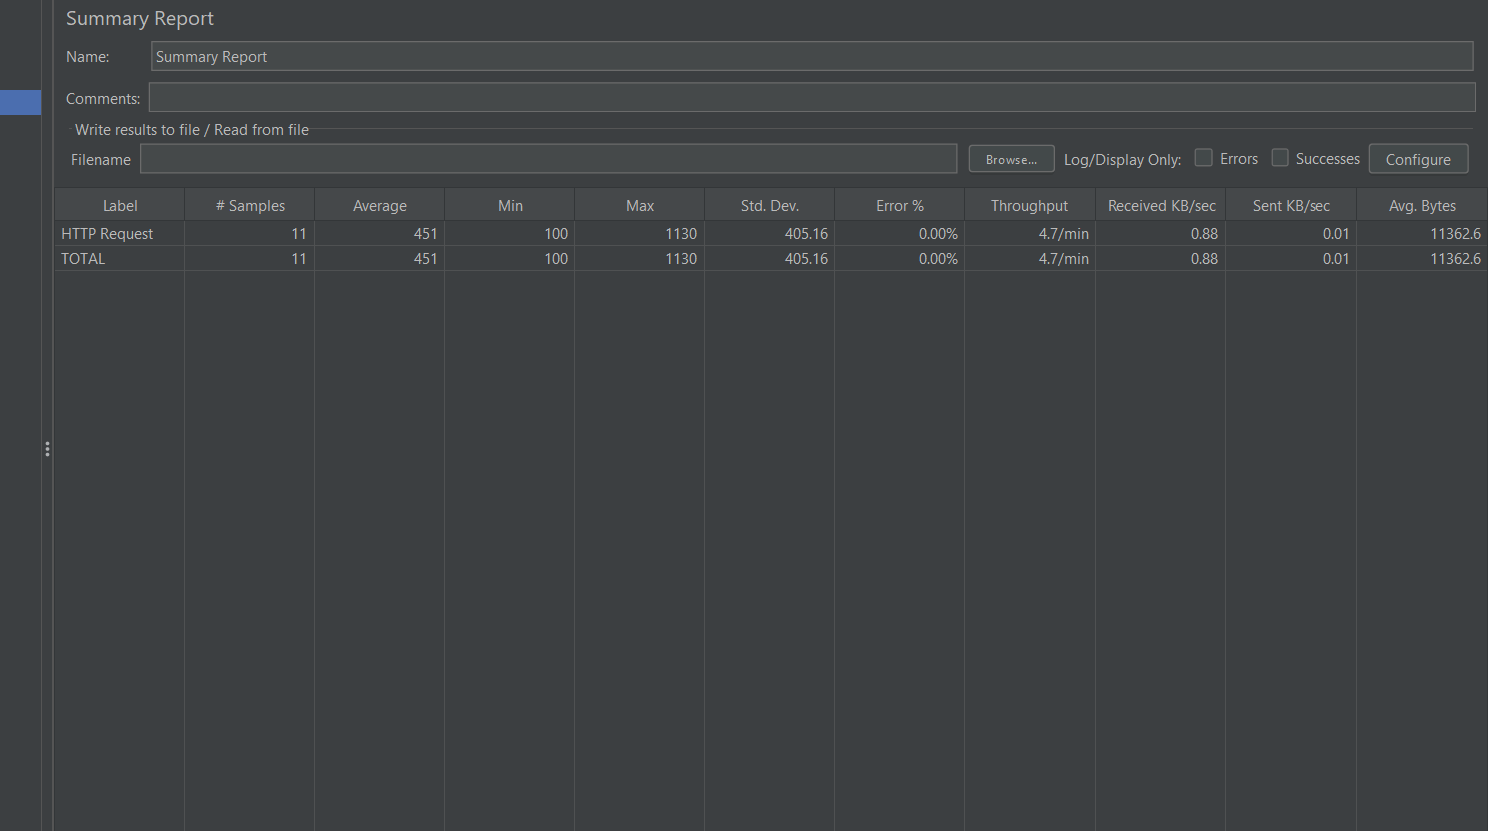 Summary Report
Name: Summary Report
Comments:
Write results to file / Read from file
Filename Browse... Log/Display Only: Errors Successes Configure
Label # Samples Average Min Max Std. Dev. Error % Throughput Received KB/sec Sent KB/sec Avg. Bytes
HTTP Request 11 451 100 1130 405.16 0.00% 4.7/min 0.88 0.01 11362.6
TOTAL 11 451 100 1130 405.16 0.00% 4.7/min 0.88 0.01 11362.6